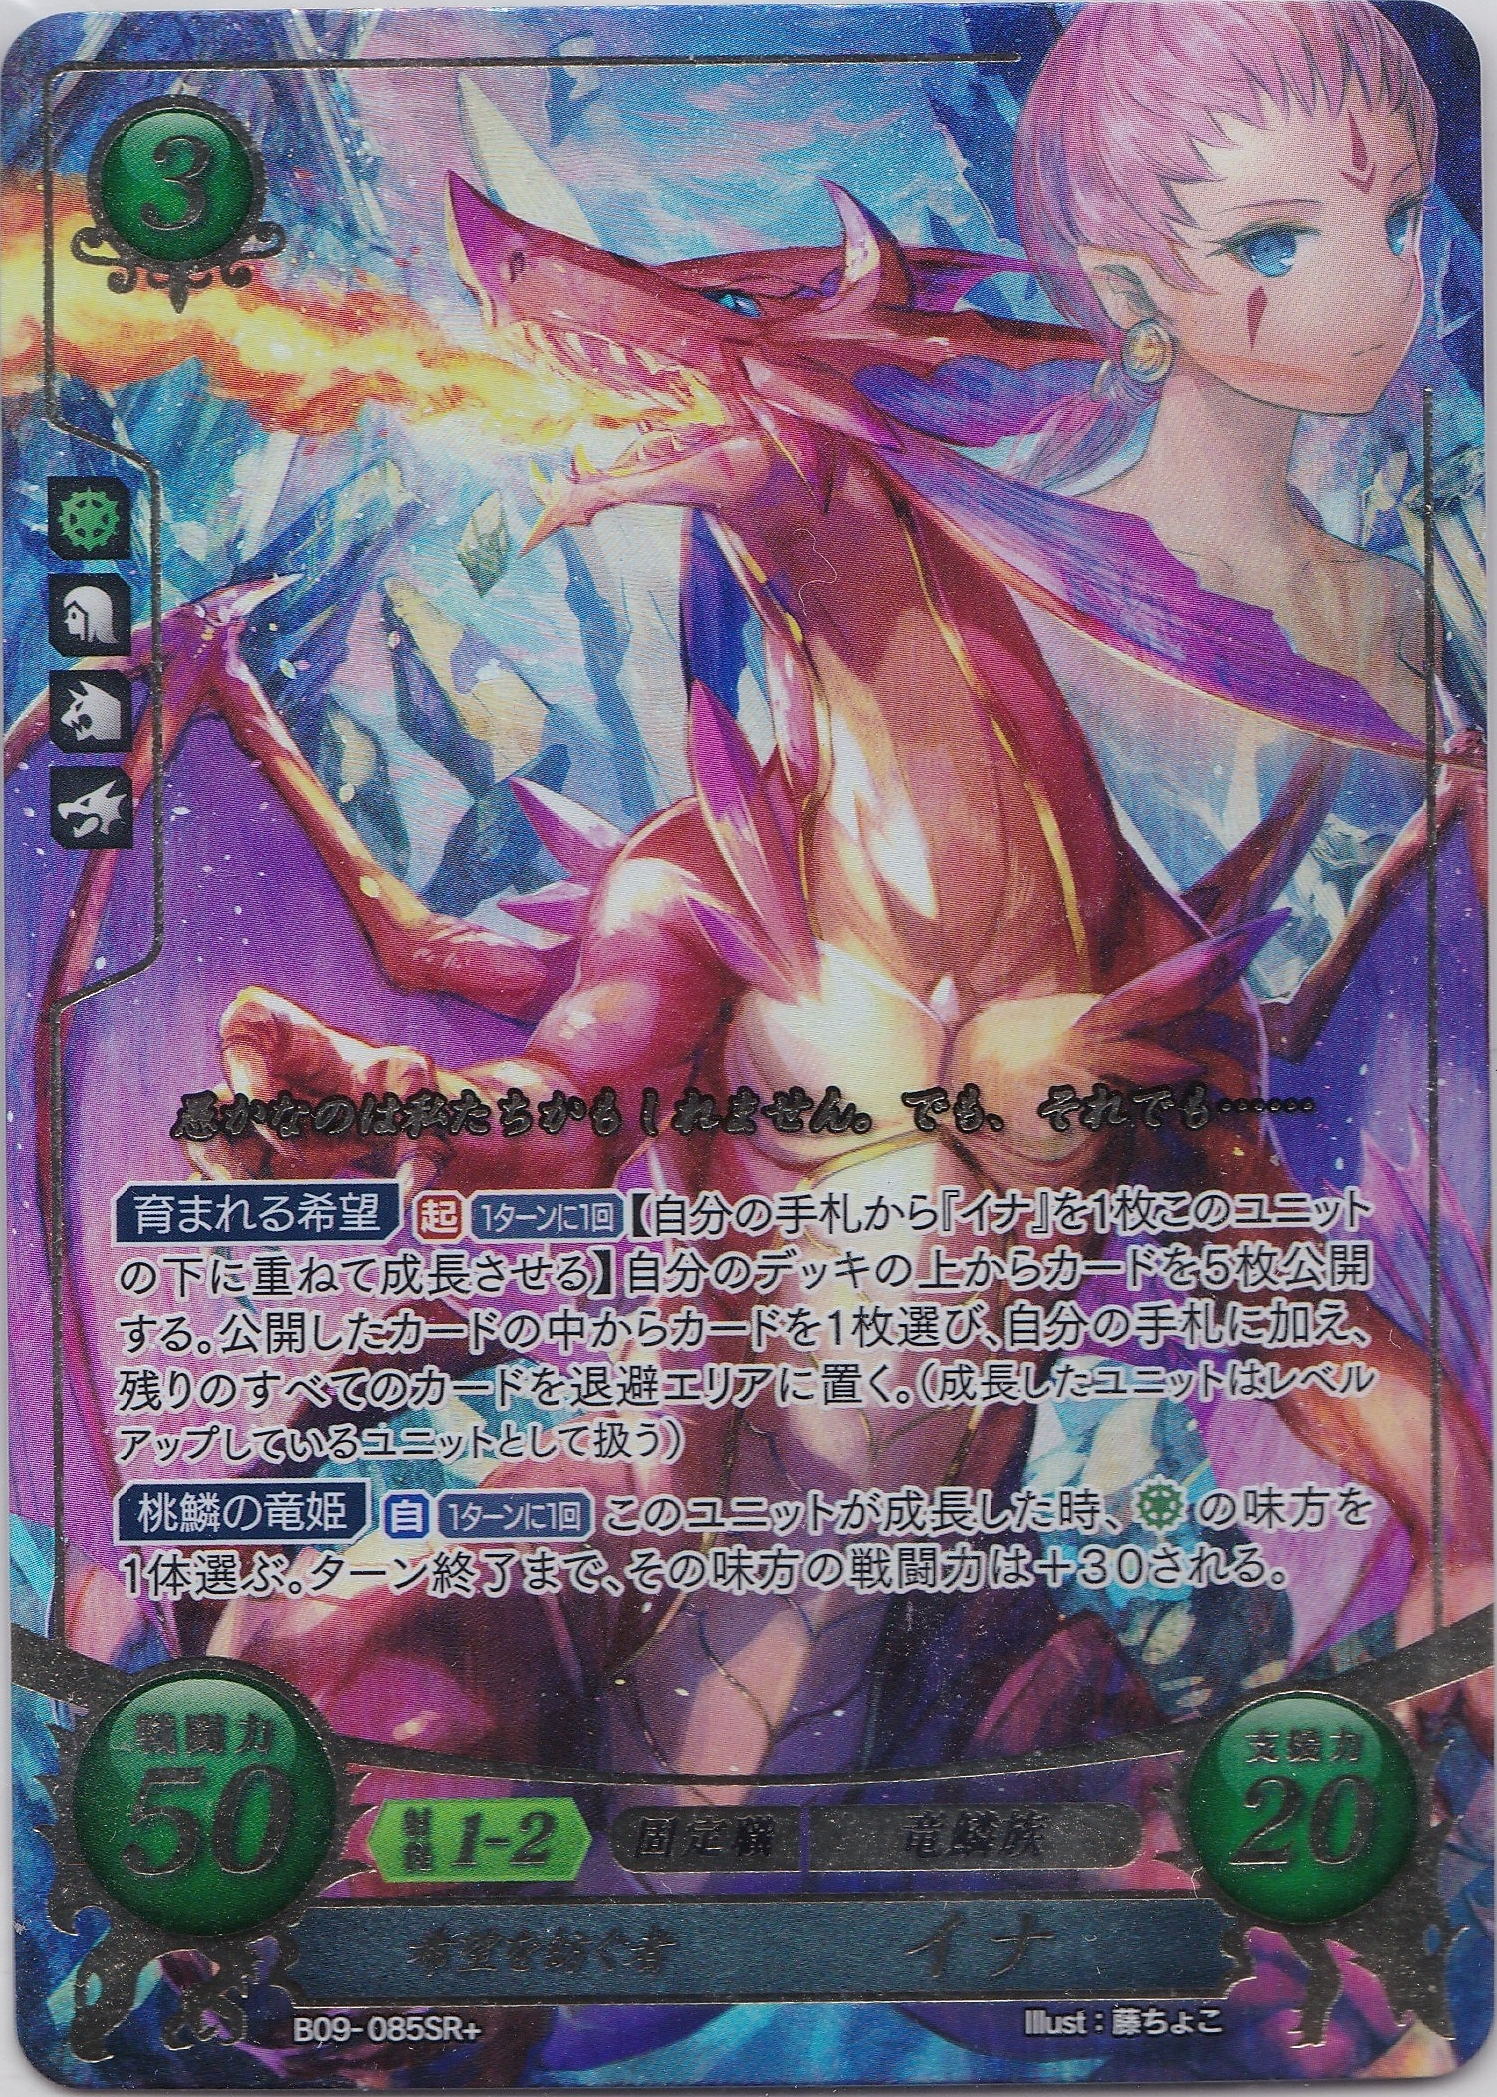 3
愚かなのは私たちかもしれません。でも、それでも……
育まれる希望 起 1ターンに1回【自分の手札から『イナ』を1枚このユニット
の下に重ねて成長させる】自分のデッキの上からカードを5枚公開
する。公開したカードの中からカードを1枚選び、自分の手札に加え、
残りのすべてのカードを退避エリアに置く。（成長したユニットはレベル
アップしているユニットとして扱う）
桃鱗の竜姫 自 1ターンに1回 このユニットが成長した時、の味方を
1体選ぶ。ターン終了まで、その味方の戦闘力は＋30される。
戦闘力
50
射程 1-2
固定職
竜鱗族
支援力
20
希望を紡ぐ者 イナ
B09-085SR+
Illust：藤ちょこ